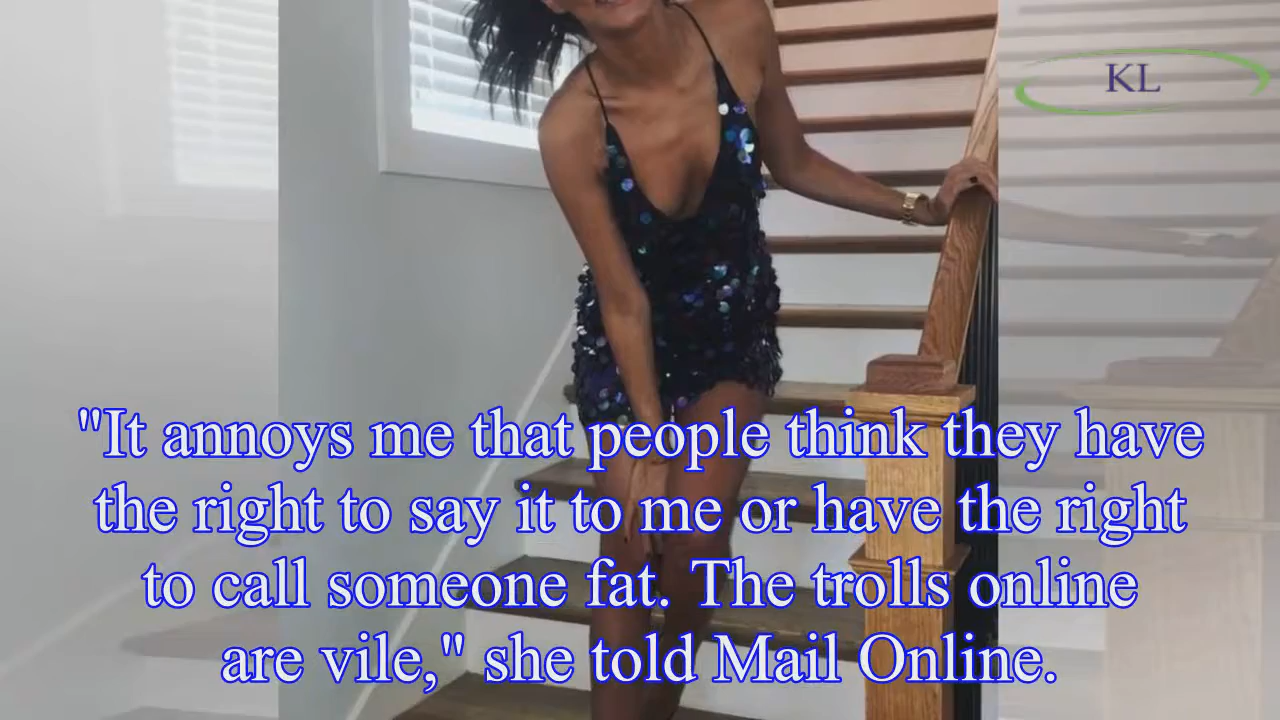 KL
"It annoys me that people think they have
the right to say it to me or have the right
to call someone fat. The trolls online
are vile," she told Mail Online.